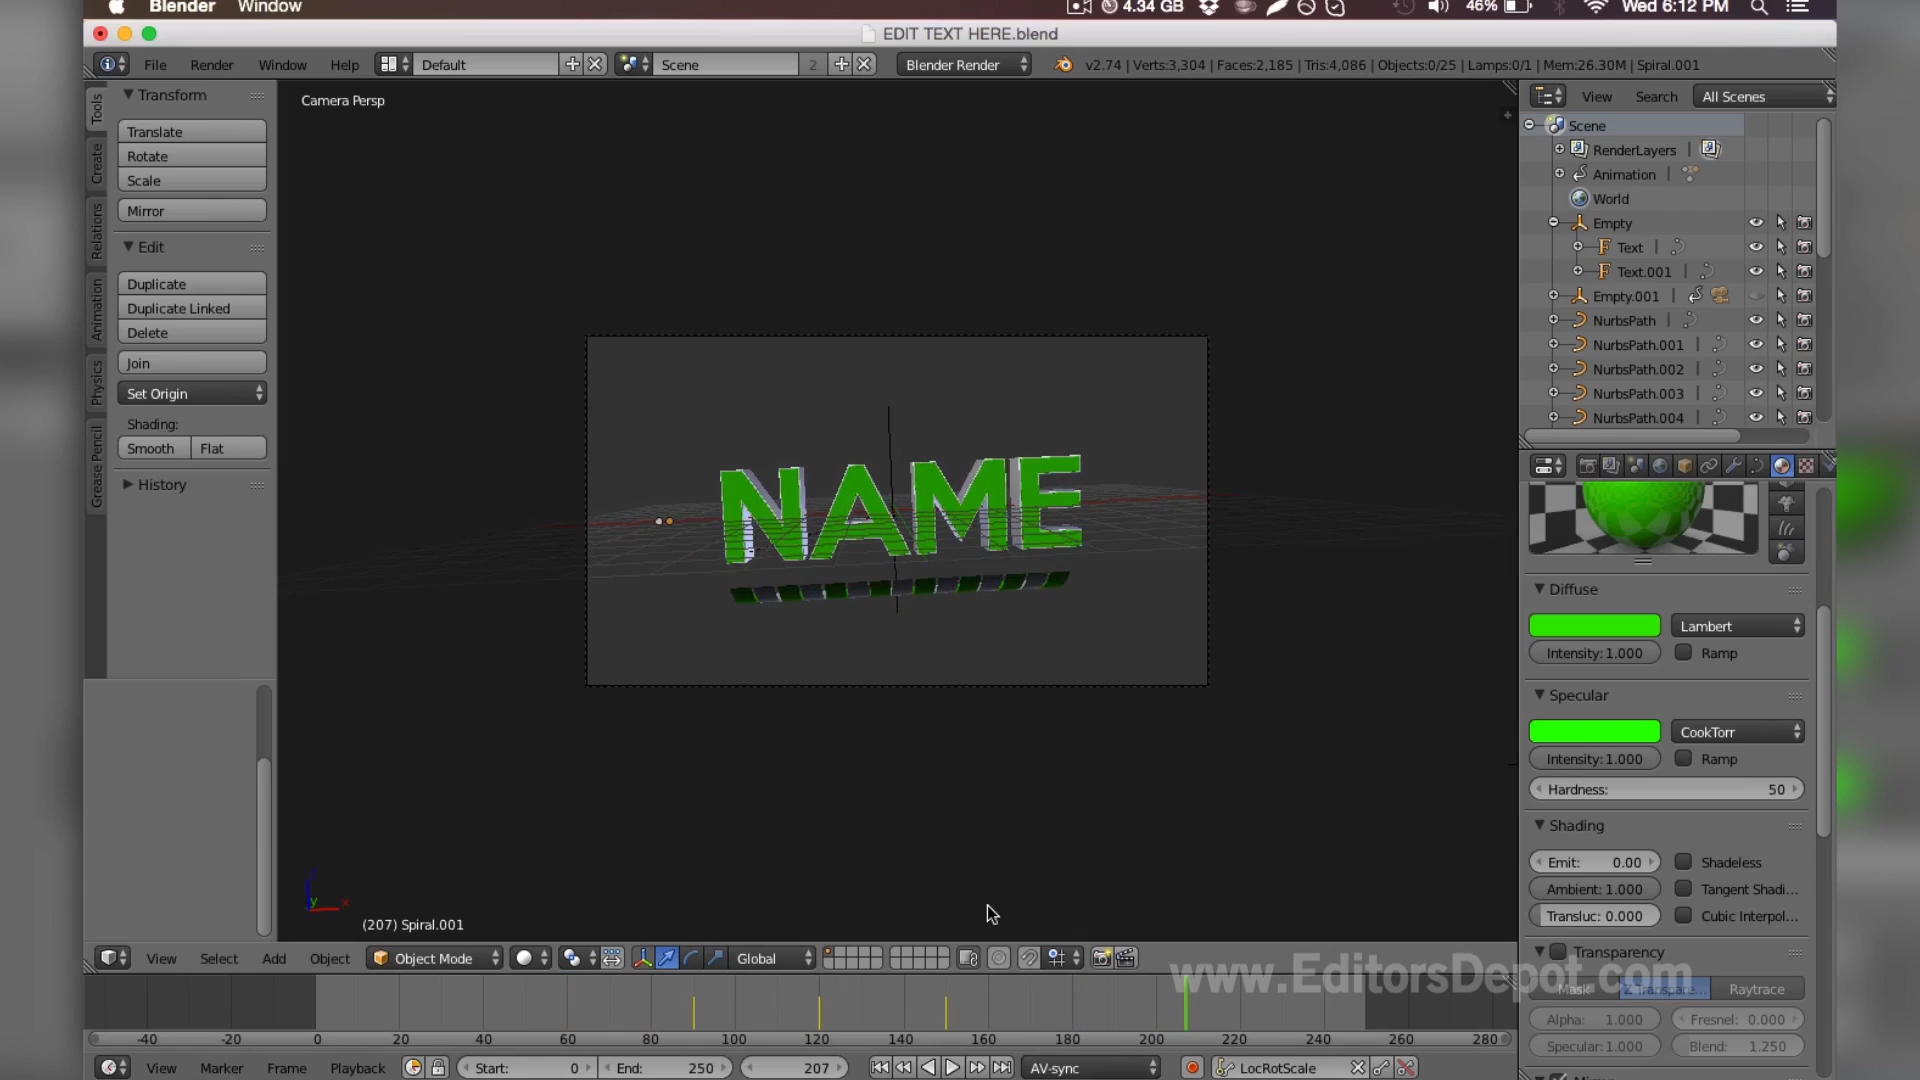 Blender Window 4.34 GB 46% Wed 6:12 PM
EDIT TEXT HERE.blend
File Render Window Help Default Scene 2 Blender Render v2.74 | Verts:3,304 | Faces:2,185 | Tris:4,086 | Objects:0/25 | Lamps:0/1 | Mem:26.30M | Spiral.001
Tools
Create
Relations
Animation
Physics
Grease Pencil
Transform
Translate
Rotate
Scale
Mirror
Edit
Duplicate
Duplicate Linked
Delete
Join
Set Origin
Shading:
Smooth Flat
History
Camera Persp
NAME
(207) Spiral.001
View Search All Scenes
Scene
RenderLayers
Animation
World
Empty
Text
Text.001
Empty.001
NurbsPath
NurbsPath.001
NurbsPath.002
NurbsPath.003
NurbsPath.004
Diffuse
Lambert
Intensity: 1.000 Ramp
Specular
CookTorr
Intensity: 1.000 Ramp
Hardness: 50
Shading
Emit: 0.00 Shadeless
Ambient: 1.000 Tangent Shadi...
Transluc: 0.000 Cubic Interpol...
Transparency
Mask Z Transpare... Raytrace
Alpha: 1.000 Fresnel: 0.000
Specular: 1.000 Blend: 1.250
www.EditorsDepot.com
View Select Add Object Object Mode Global
-40 -20 0 20 40 60 80 100 120 140 160 180 200 220 240 260 280
View Marker Frame Playback Start: 0 End: 250 207 AV-sync LocRotScale